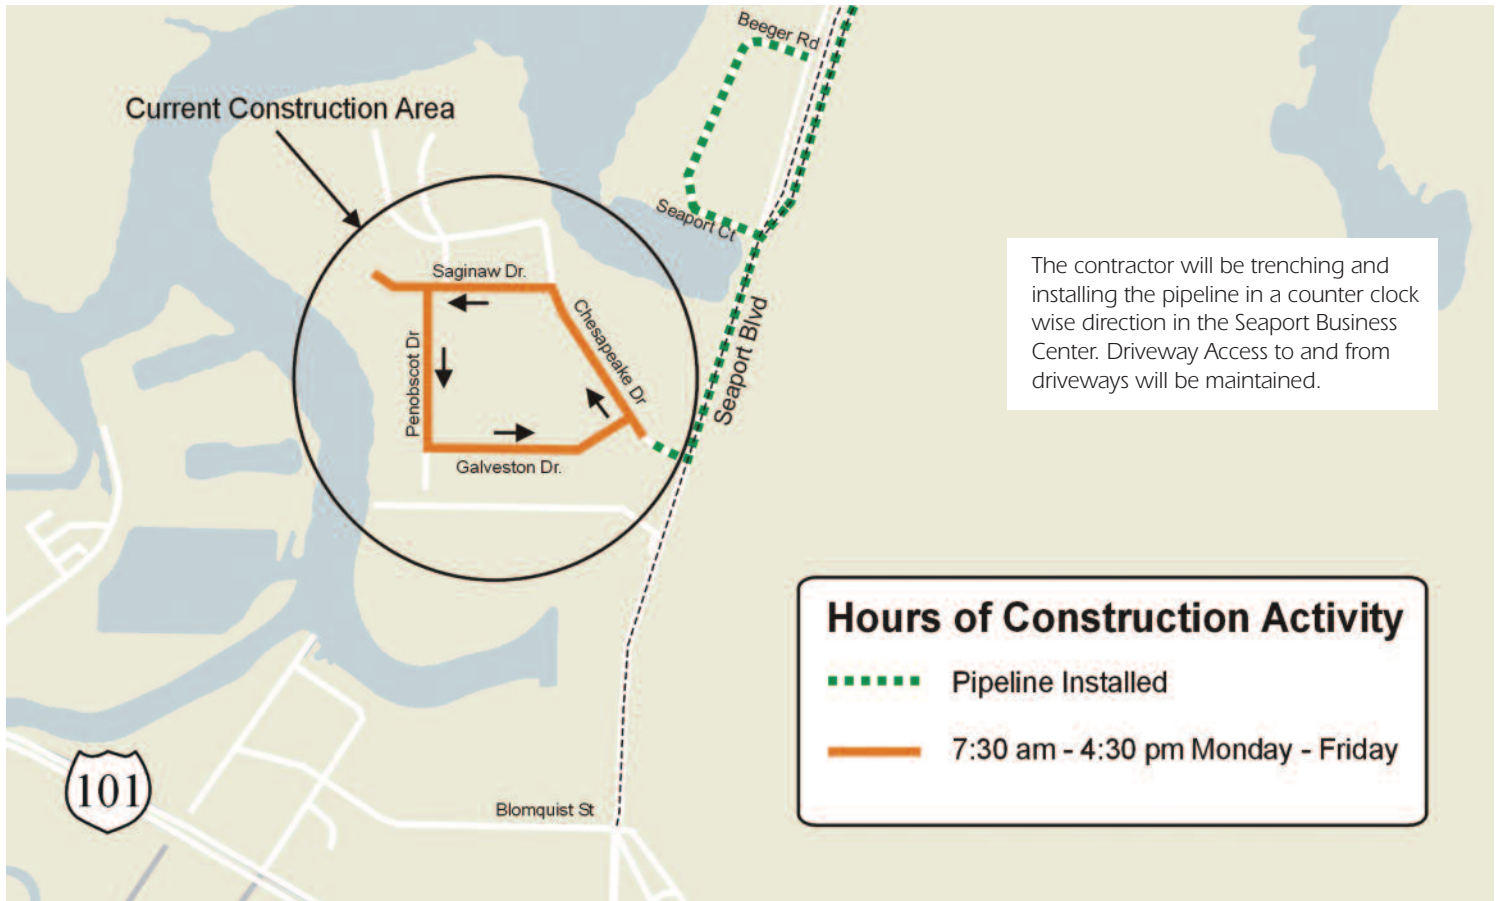 Beeger Rd
Current Construction Area
Seaport Ct
Saginaw Dr.
Chesapeake Dr
Seaport Blvd
Penobscot Dr
Galveston Dr.
The contractor will be trenching and
installing the pipeline in a counter clock
wise direction in the Seaport Business
Center. Driveway Access to and from
driveways will be maintained.
Hours of Construction Activity
Pipeline Installed
7:30 am - 4:30 pm Monday - Friday
101
Blomquist St